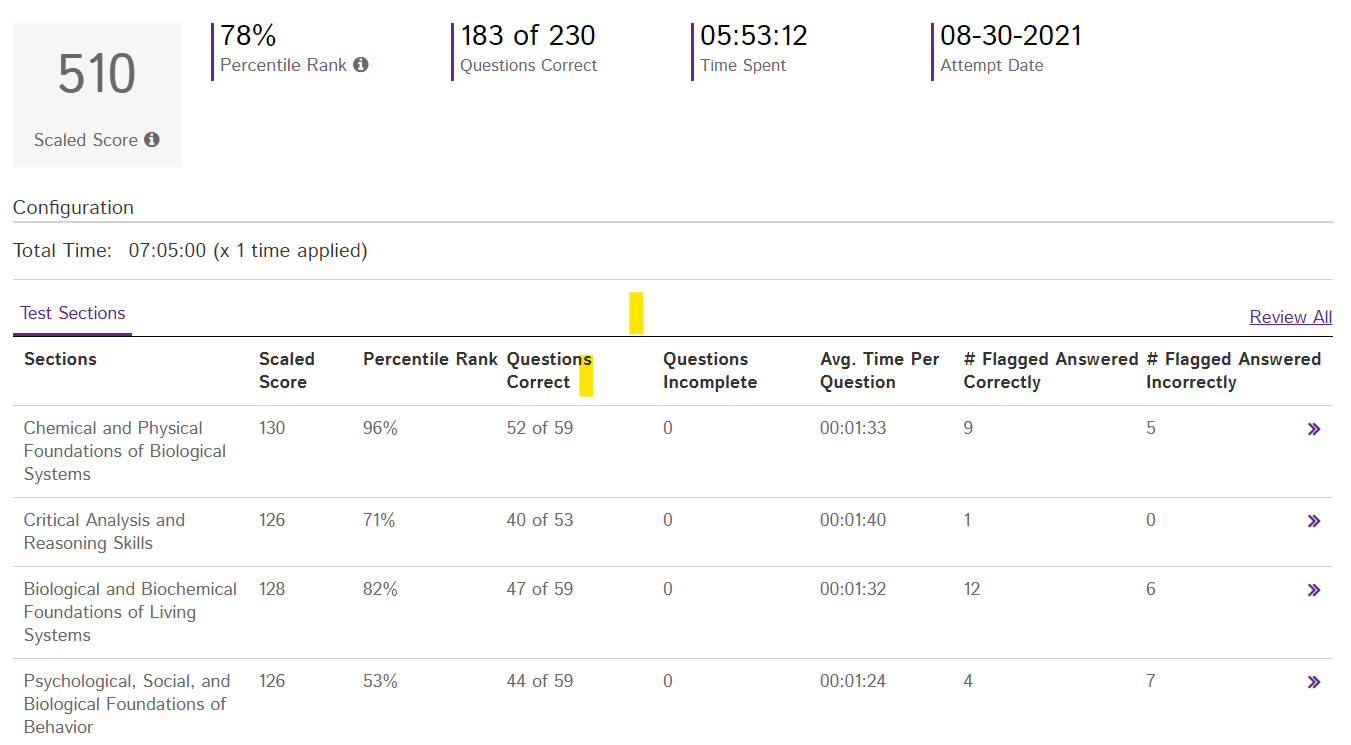 510
Scaled Score
78%
Percentile Rank
183 of 230
Questions Correct
05:53:12
Time Spent
08-30-2021
Attempt Date
Configuration
Total Time: 07:05:00 (x 1 time applied)
Test Sections
Review All
Sections Scaled Score Percentile Rank Questions Correct Questions Incomplete Avg. Time Per Question # Flagged Answered Correctly # Flagged Answered Incorrectly
Chemical and Physical Foundations of Biological Systems 130 96% 52 of 59 0 00:01:33 9 5 »
Critical Analysis and Reasoning Skills 126 71% 40 of 53 0 00:01:40 1 0 »
Biological and Biochemical Foundations of Living Systems 128 82% 47 of 59 0 00:01:32 12 6 »
Psychological, Social, and Biological Foundations of Behavior 126 53% 44 of 59 0 00:01:24 4 7 »